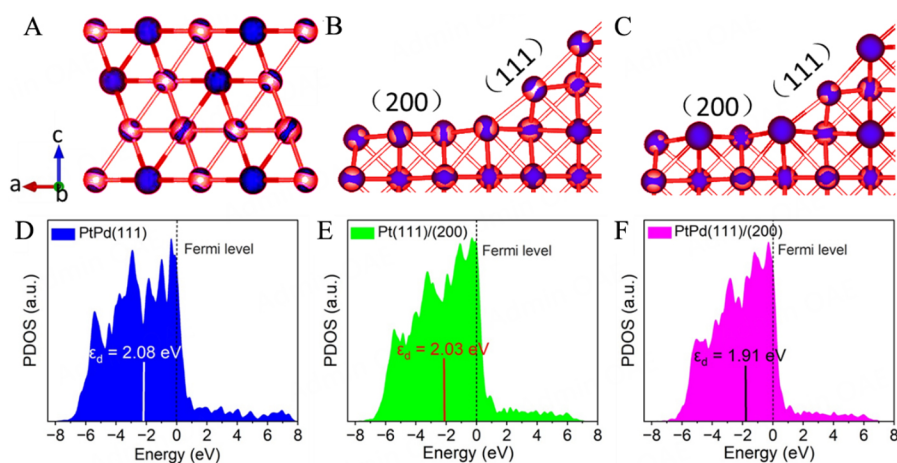 A
B
C
(200)
(111)
(200)
(111)
c
a
b
D
PtPd(111)
Fermi level
εd = 2.08 eV
PDOS (a.u.)
−8 −6 −4 −2 0 2 4 6 8
Energy (eV)
E
Pt(111)/(200)
Fermi level
εd = 2.03 eV
PDOS (a.u.)
−8 −6 −4 −2 0 2 4 6 8
Energy (eV)
F
PtPd(111)/(200)
Fermi level
εd = 1.91 eV
PDOS (a.u.)
−8 −6 −4 −2 0 2 4 6 8
Energy (eV)